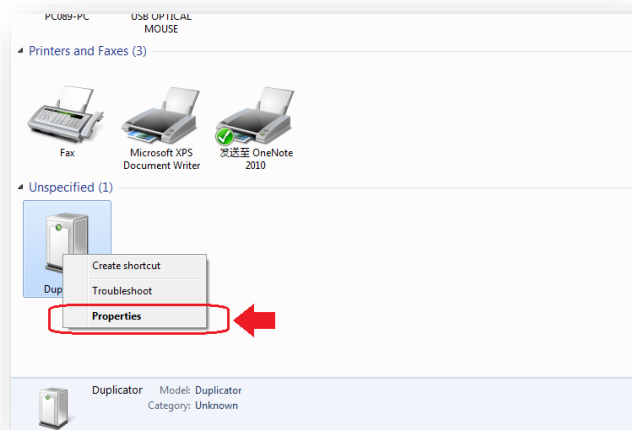 PC089-PC
USB OPTICAL
MOUSE
Printers and Faxes (3)
Fax
Microsoft XPS
Document Writer
发送至 OneNote
2010
Unspecified (1)
Dup
Create shortcut
Troubleshoot
Properties
Duplicator
Model: Duplicator
Category: Unknown